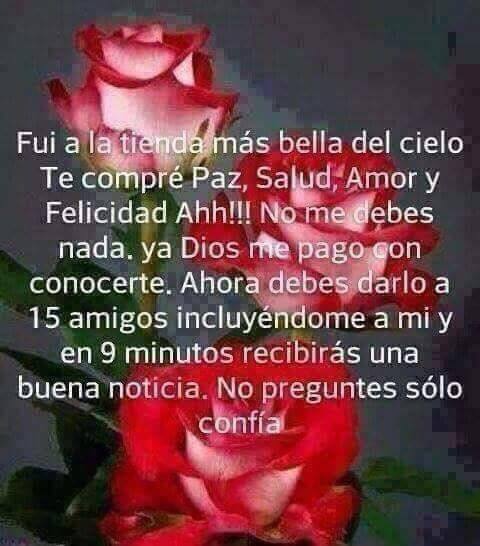 Fui a la tienda más bella del cielo
Te compré Paz, Salud, Amor y
Felicidad Ahh!!! No me debes
nada. ya Dios me pago con
conocerte. Ahora debes darlo a
15 amigos incluyéndome a mi y
en 9 minutos recibirás una
buena noticia. No preguntes sólo
confía